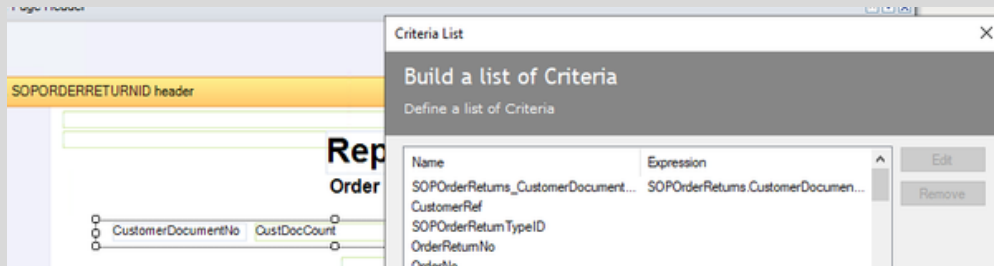 Page Header
Criteria List
Build a list of Criteria
Define a list of Criteria
SOPORDERRETURNID header
Rep
Order
Name Expression
Edit
SOPOrderReturns_CustomerDocument... SOPOrderReturns.CustomerDocumen...
Remove
CustomerRef
SOPOrderReturnTypeID
CustomerDocumentNo CustDocCount
OrderReturnNo
OrderNo